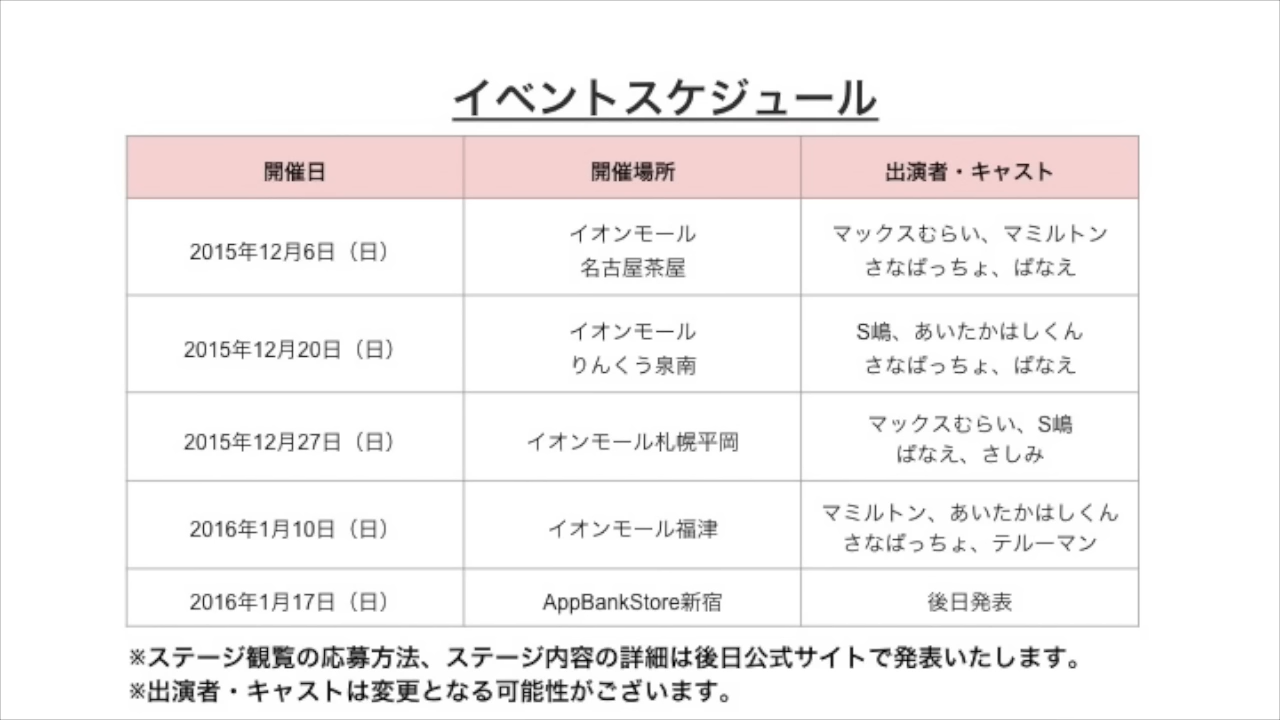 イベントスケジュール
開催日 開催場所 出演者・キャスト
2015年12月6日（日） イオンモール 名古屋茶屋 マックスむらい、マミルトン さなぱっちょ、ぱなえ
2015年12月20日（日） イオンモール りんくう泉南 S嶋、あいたかはしくん さなぱっちょ、ぱなえ
2015年12月27日（日） イオンモール札幌平岡 マックスむらい、S嶋 ぱなえ、さしみ
2016年1月10日（日） イオンモール福津 マミルトン、あいたかはしくん さなぱっちょ、テルーマン
2016年1月17日（日） AppBankStore新宿 後日発表
※ステージ観覧の応募方法、ステージ内容の詳細は後日公式サイトで発表いたします。
※出演者・キャストは変更となる可能性がございます。